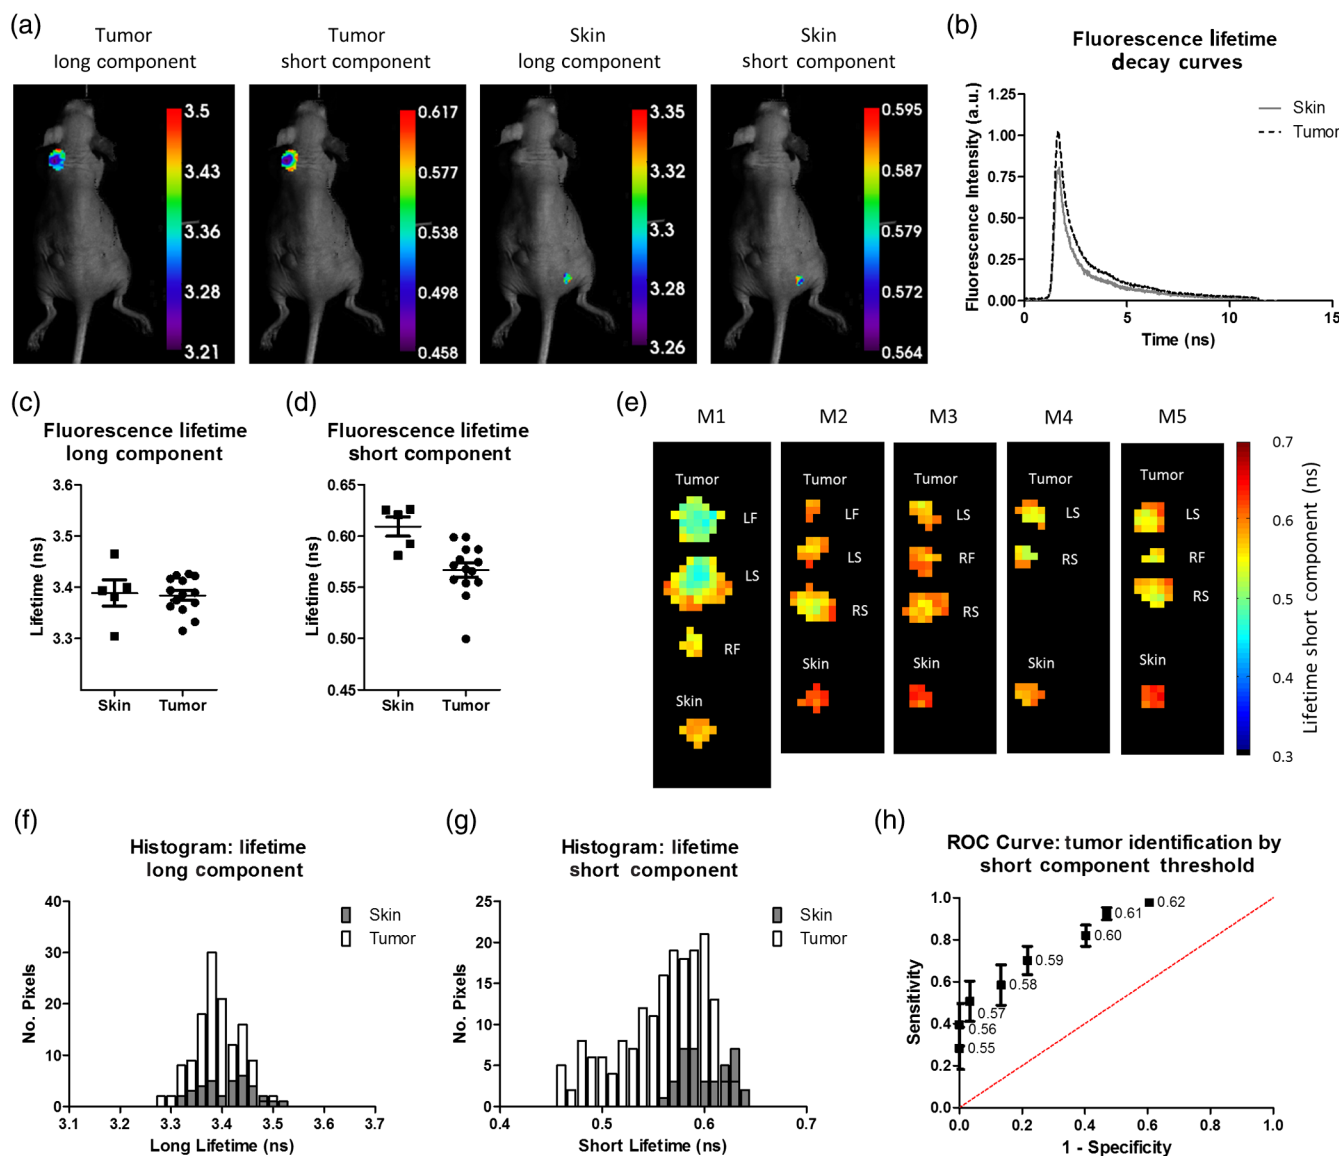 (a)
Tumor
long component
Tumor
short component
Skin
long component
Skin
short component
3.5
3.43
3.36
3.28
3.21
0.617
0.577
0.538
0.498
0.458
3.35
3.32
3.3
3.28
3.26
0.595
0.587
0.579
0.572
0.564
(b)
Fluorescence lifetime
decay curves
Fluorescence Intensity (a.u.)
1.25
1.00
0.75
0.50
0.25
0.00
0
5
10
15
Time (ns)
Skin
Tumor
(c)
Fluorescence lifetime
long component
Lifetime (ns)
3.6
3.5
3.4
3.3
Skin
Tumor
(d)
Fluorescence lifetime
short component
Lifetime (ns)
0.65
0.60
0.55
0.50
0.45
Skin
Tumor
(e)
M1
M2
M3
M4
M5
Tumor
LF
LS
RF
Skin
Tumor
LF
LS
RS
Skin
Tumor
LS
RF
RS
Skin
Tumor
LS
RS
Skin
Tumor
LS
RF
RS
Skin
0.7
0.6
0.5
0.4
0.3
Lifetime short component (ns)
(f)
Histogram: lifetime
long component
No. Pixels
40
30
20
10
0
3.1
3.2
3.3
3.4
3.5
3.6
3.7
Long Lifetime (ns)
Skin
Tumor
(g)
Histogram: lifetime
short component
No. Pixels
25
20
15
10
5
0
0.4
0.5
0.6
0.7
Short Lifetime (ns)
Skin
Tumor
(h)
ROC Curve: tumor identification by
short component threshold
Sensitivity
1.0
0.8
0.6
0.4
0.2
0.0
0.0
0.2
0.4
0.6
0.8
1.0
1 - Specificity
0.62
0.61
0.60
0.59
0.58
0.57
0.56
0.55